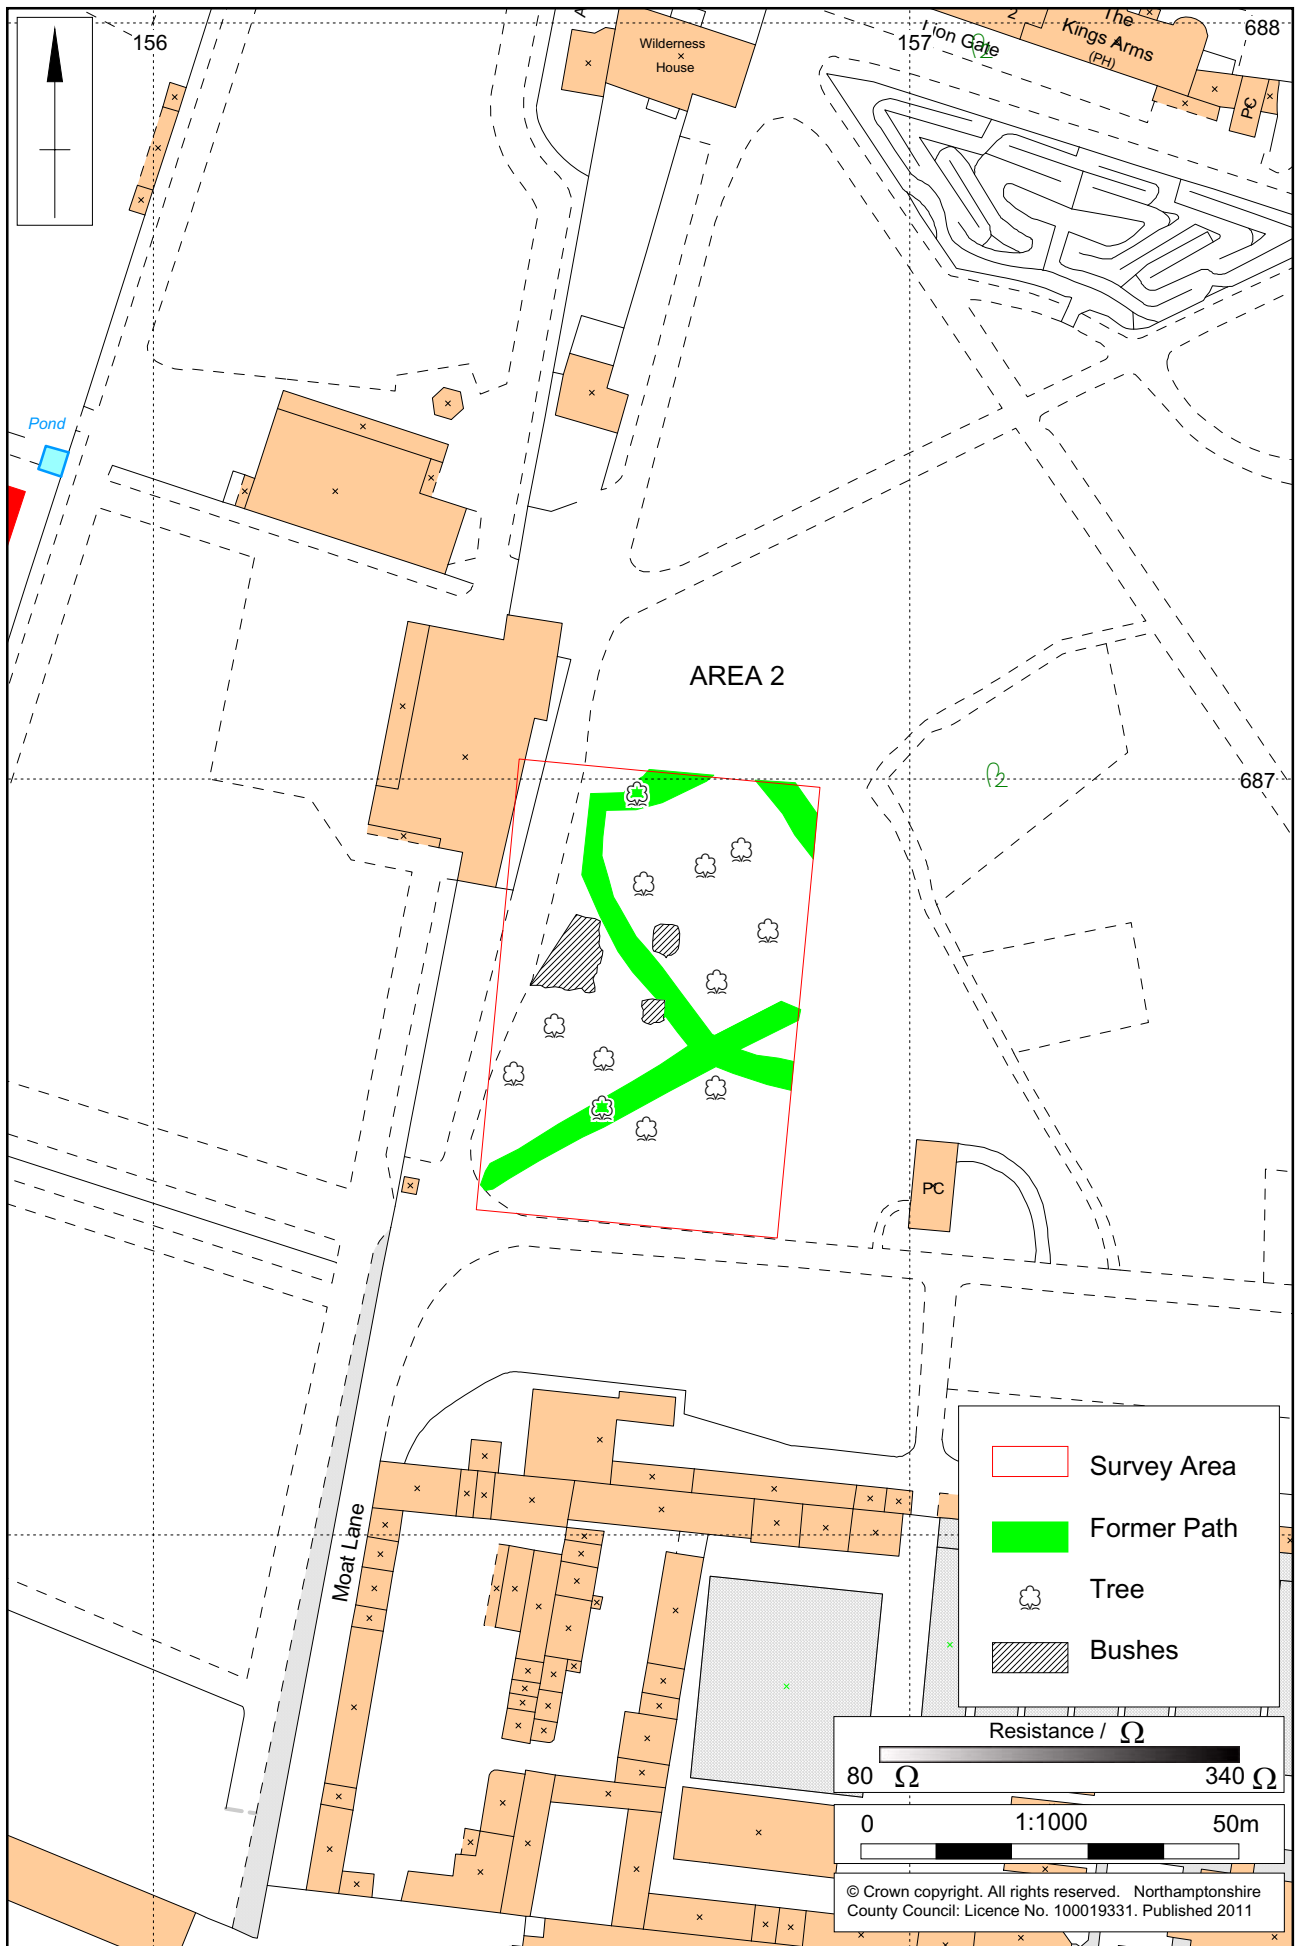 156
157
688
Wilderness
House
Lion Gate
2
The
Kings Arms
(PH)
PC
Pond
AREA 2
687
PC
Moat Lane
Survey Area
Former Path
Tree
Bushes
Resistance / Ω
80 Ω
340 Ω
0
1:1000
50m
© Crown copyright. All rights reserved. Northamptonshire
County Council: Licence No. 100019331. Published 2011